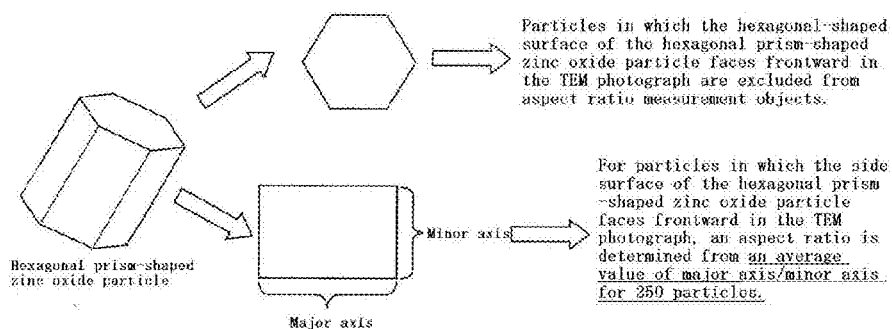 Particles in which the hexagonal-shaped
surface of the hexagonal prism-shaped
zinc oxide particle faces frontward in
the TEM photograph are excluded from
aspect ratio measurement objects.
Hexagonal prism-shaped
zinc oxide particle
Minor axis
Major axis
For particles in which the side
surface of the hexagonal prism
-shaped zinc oxide particle
faces frontward in the TEM
photograph, an aspect ratio is
determined from an average
value of major axis/minor axis
for 250 particles.